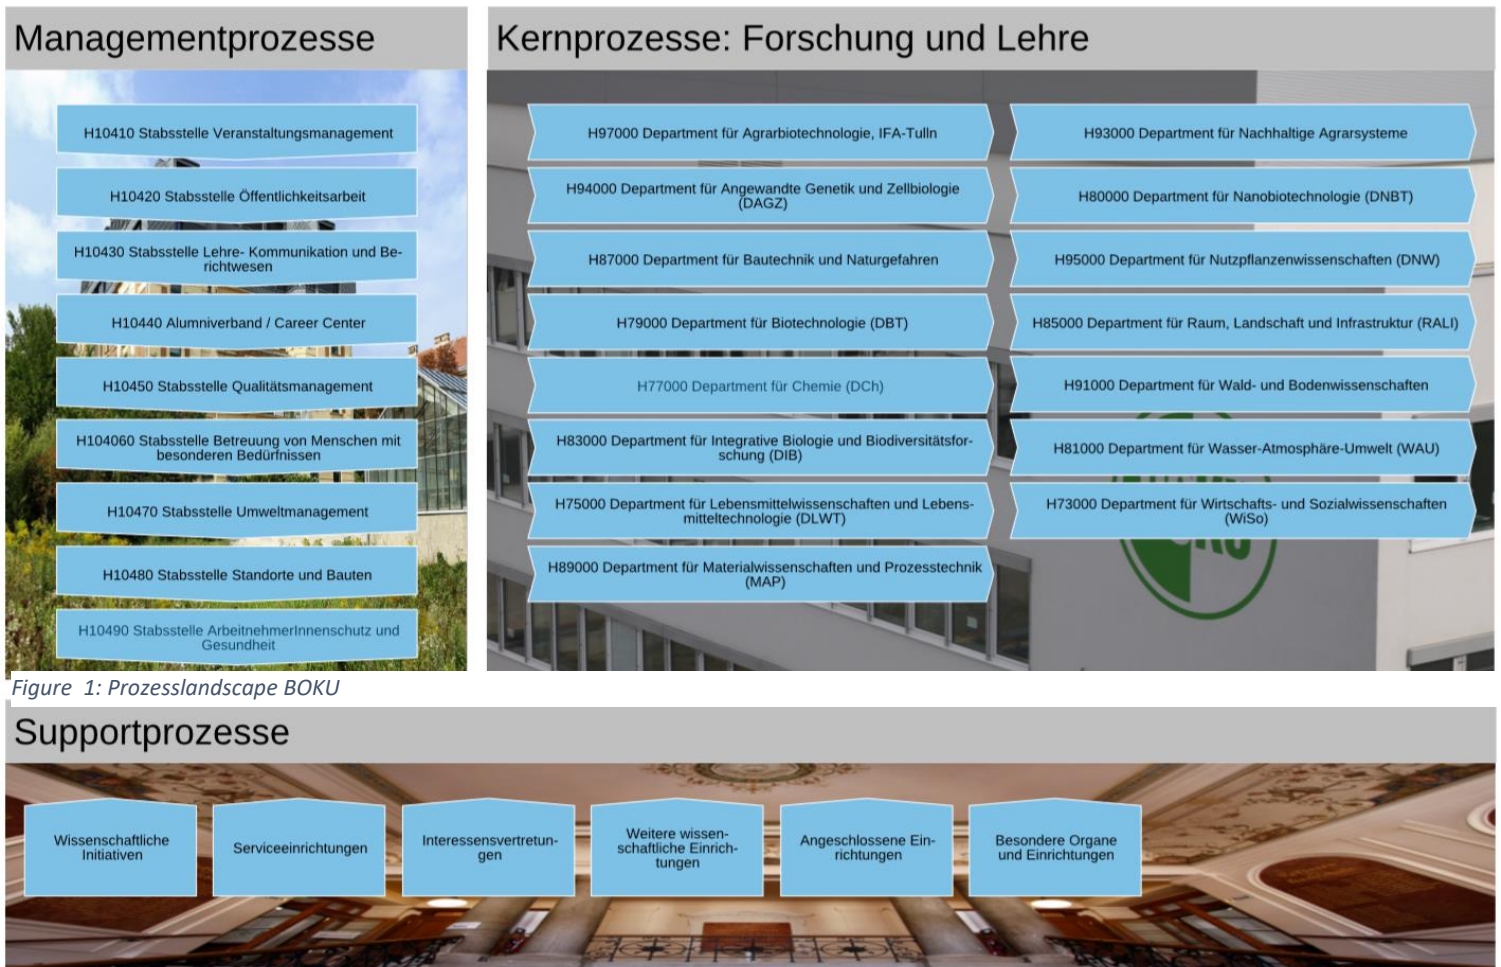 Managementprozesse
H10410 Stabsstelle Veranstaltungsmanagement
H10420 Stabsstelle Öffentlichkeitsarbeit
H10430 Stabsstelle Lehre- Kommunikation und Be-
richtwesen
H10440 Alumniverband / Career Center
H10450 Stabsstelle Qualitätsmanagement
H104060 Stabsstelle Betreuung von Menschen mit
besonderen Bedürfnissen
H10470 Stabsstelle Umweltmanagement
H10480 Stabsstelle Standorte und Bauten
H10490 Stabsstelle ArbeitnehmerInnenschutz und
Gesundheit
Kernprozesse: Forschung und Lehre
H97000 Department für Agrarbiotechnologie, IFA-Tulln
H94000 Department für Angewandte Genetik und Zellbiologie
(DAGZ)
H87000 Department für Bautechnik und Naturgefahren
H79000 Department für Biotechnologie (DBT)
H77000 Department für Chemie (DCh)
H83000 Department für Integrative Biologie und Biodiversitätsfor-
schung (DIB)
H75000 Department für Lebensmittelwissenschaften und Lebens-
mitteltechnologie (DLWT)
H89000 Department für Materialwissenschaften und Prozesstechnik
(MAP)
H93000 Department für Nachhaltige Agrarsysteme
H80000 Department für Nanobiotechnologie (DNBT)
H95000 Department für Nutzpflanzenwissenschaften (DNW)
H85000 Department für Raum, Landschaft und Infrastruktur (RALI)
H91000 Department für Wald- und Bodenwissenschaften
H81000 Department für Wasser-Atmosphäre-Umwelt (WAU)
H73000 Department für Wirtschafts- und Sozialwissenschaften
(WiSo)
Figure 1: Prozesslandscape BOKU
Supportprozesse
Wissenschaftliche
Initiativen
Serviceeinrichtungen
Interessensvertretun-
gen
Weitere wissen-
schaftliche Einrich-
tungen
Angeschlossene Ein-
richtungen
Besondere Organe
und Einrichtungen